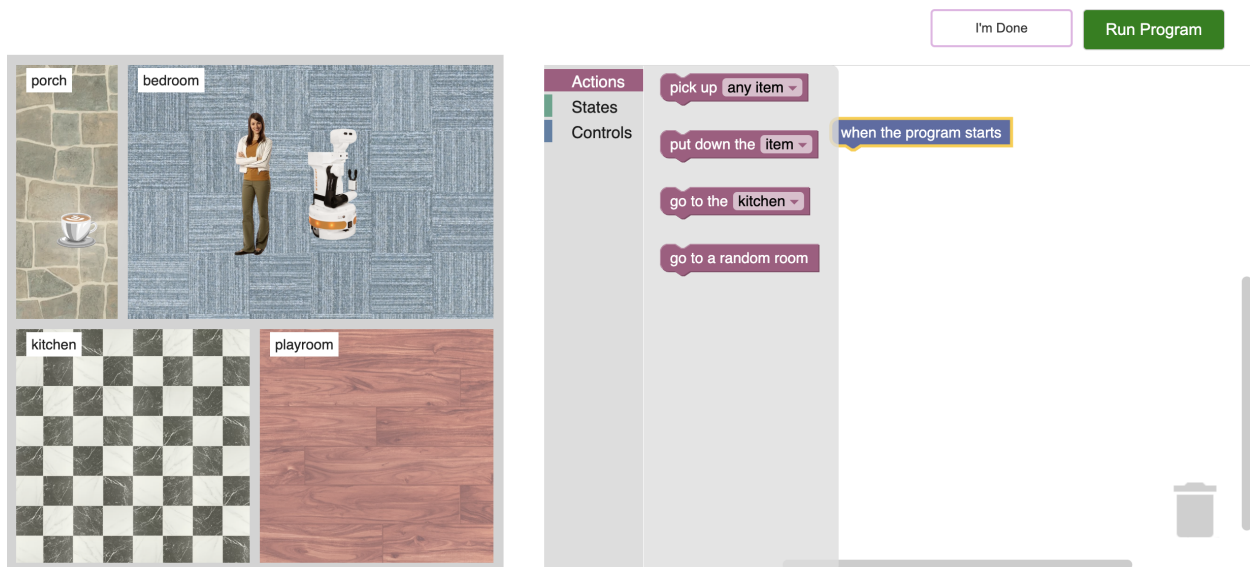 I'm Done
Run Program
porch
bedroom
kitchen
playroom
Actions
States
Controls
pick up any item
put down the item
go to the kitchen
go to a random room
when the program starts